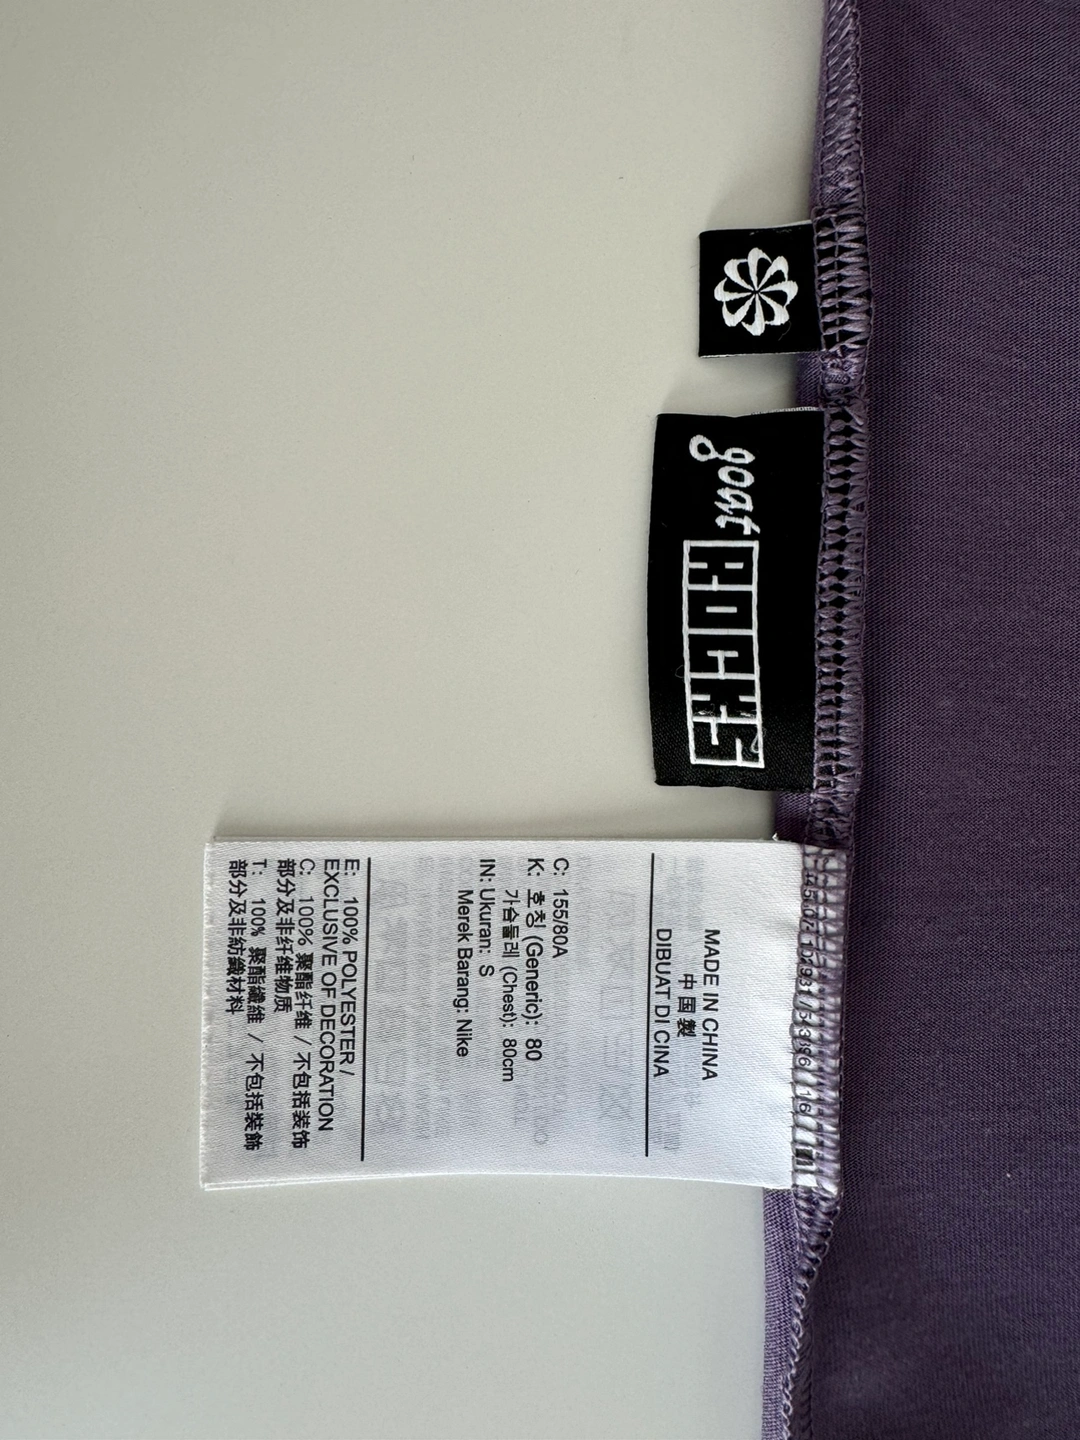 goat ROCKS
MADE IN CHINA
中国製
DIBUAT DI CINA
C: 155/80A
K: 호칭 (Generic): 80
가슴둘레 (Chest): 80cm
IN: Ukuran: S
Merek Barang: Nike
E: 100% POLYESTER /
EXCLUSIVE OF DECORATION
C: 100% 聚酯纤维 / 不包括装饰
部分及非纤维物质
T: 100% 聚酯纖維 / 不包括裝飾
部分及非紡織材料